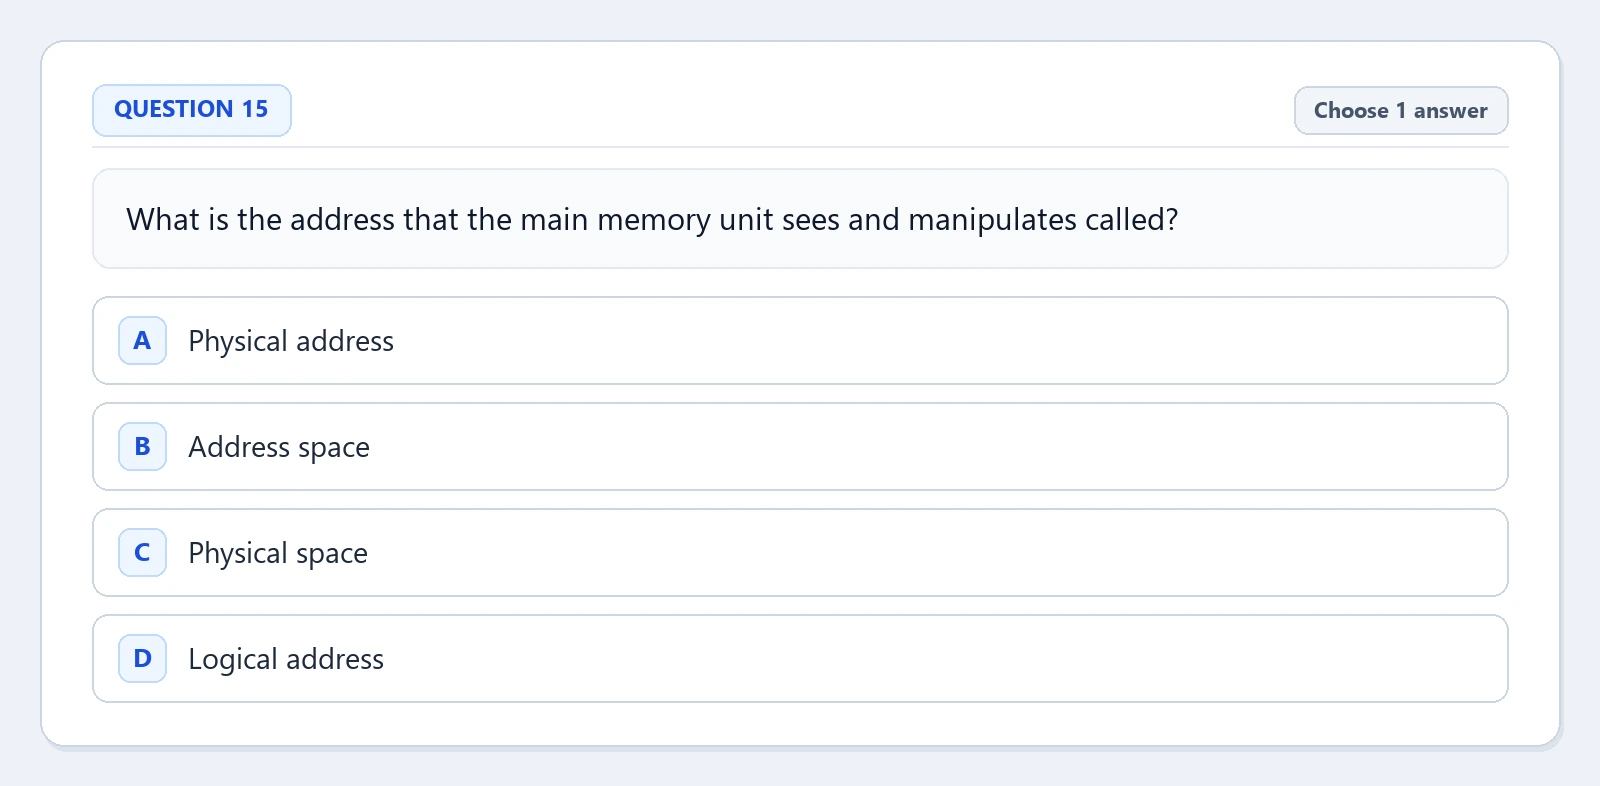 QUESTION 15
Choose 1 answer
What is the address that the main memory unit sees and manipulates called?
A Physical address
B Address space
C Physical space
D Logical address